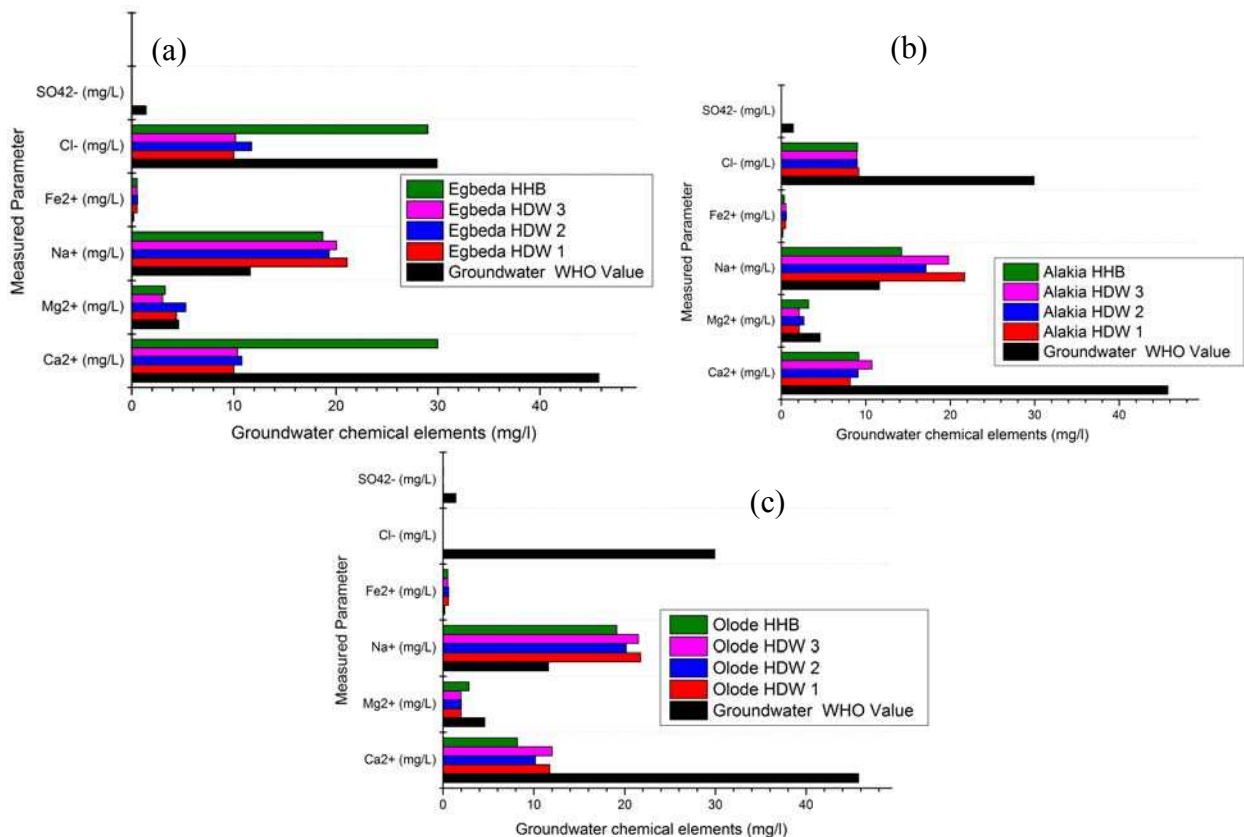 (a)
Measured Parameter
SO42- (mg/L)
Cl- (mg/L)
Fe2+ (mg/L)
Na+ (mg/L)
Mg2+ (mg/L)
Ca2+ (mg/L)
Egbeda HHB
Egbeda HDW 3
Egbeda HDW 2
Egbeda HDW 1
Groundwater WHO Value
0 10 20 30 40
Groundwater chemical elements (mg/l)
(b)
Measured Parameter
SO42- (mg/L)
Cl- (mg/L)
Fe2+ (mg/L)
Na+ (mg/L)
Mg2+ (mg/L)
Ca2+ (mg/L)
Alakia HHB
Alakia HDW 3
Alakia HDW 2
Alakia HDW 1
Groundwater WHO Value
0 10 20 30 40
Groundwater chemical elements (mg/l)
(c)
Measured Parameter
SO42- (mg/L)
Cl- (mg/L)
Fe2+ (mg/L)
Na+ (mg/L)
Mg2+ (mg/L)
Ca2+ (mg/L)
Olode HHB
Olode HDW 3
Olode HDW 2
Olode HDW 1
Groundwater WHO Value
0 10 20 30 40
Groundwater chemical elements (mg/l)